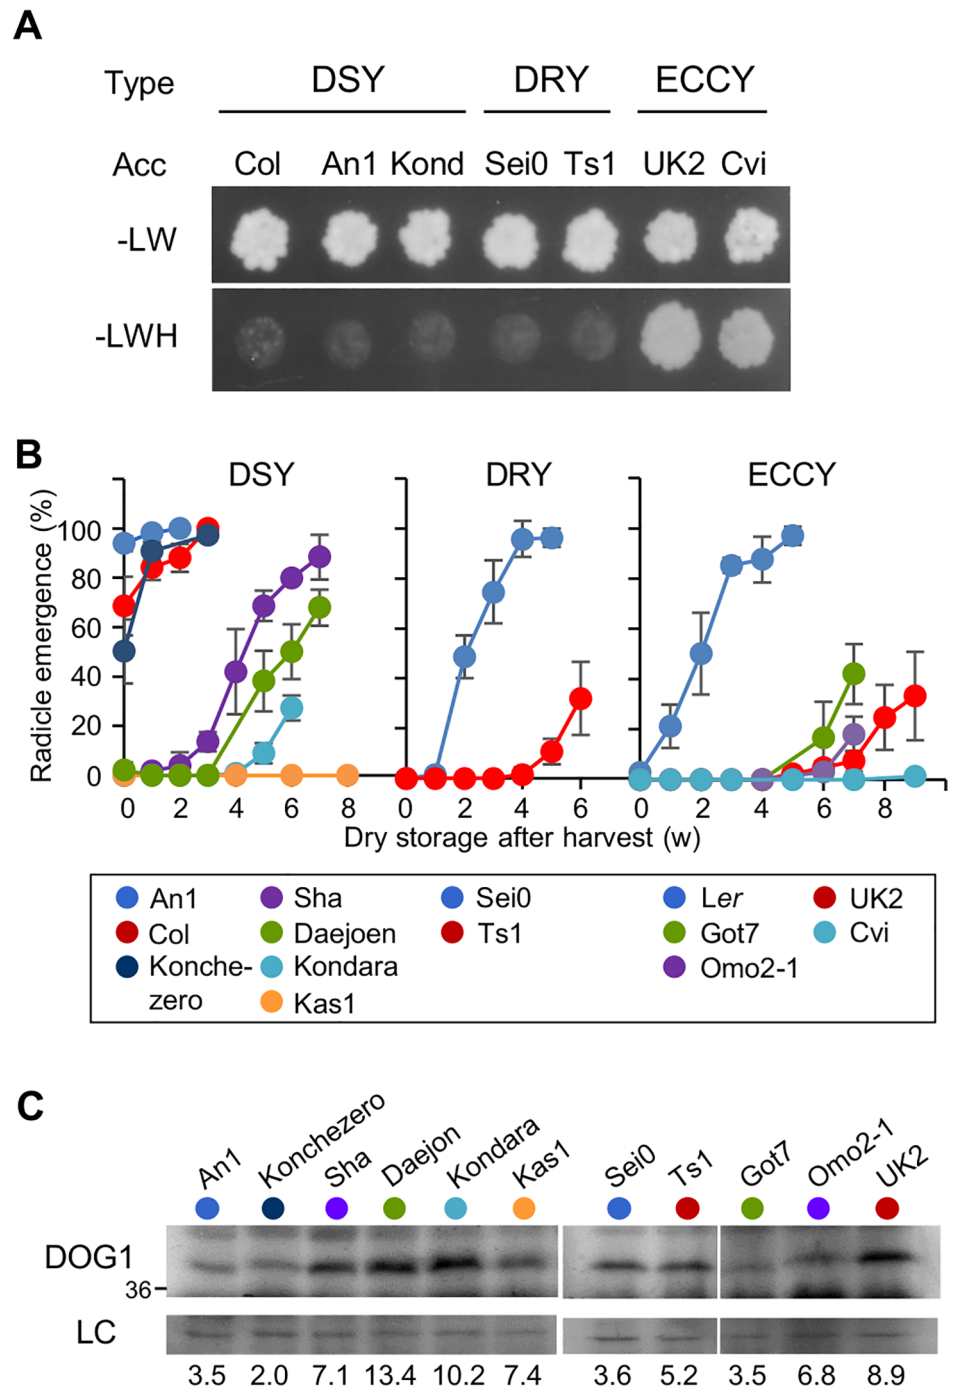 A
Type DSY DRY ECCY
Acc Col An1 Kond Sei0 Ts1 UK2 Cvi
-LW
-LWH
B
DSY DRY ECCY
Radicle emergence (%)
100
80
60
40
20
0
0 2 4 6 8 0 2 4 6 0 2 4 6 8
Dry storage after harvest (w)
An1 Sha Sei0 Ler UK2
Col Daejoen Ts1 Got7 Cvi
Konche- Kondara Omo2-1
zero Kas1
C
An1 Konchezero Sha Daejon Kondara Kas1 Sei0 Ts1 Got7 Omo2-1 UK2
DOG1
36
LC
3.5 2.0 7.1 13.4 10.2 7.4 3.6 5.2 3.5 6.8 8.9